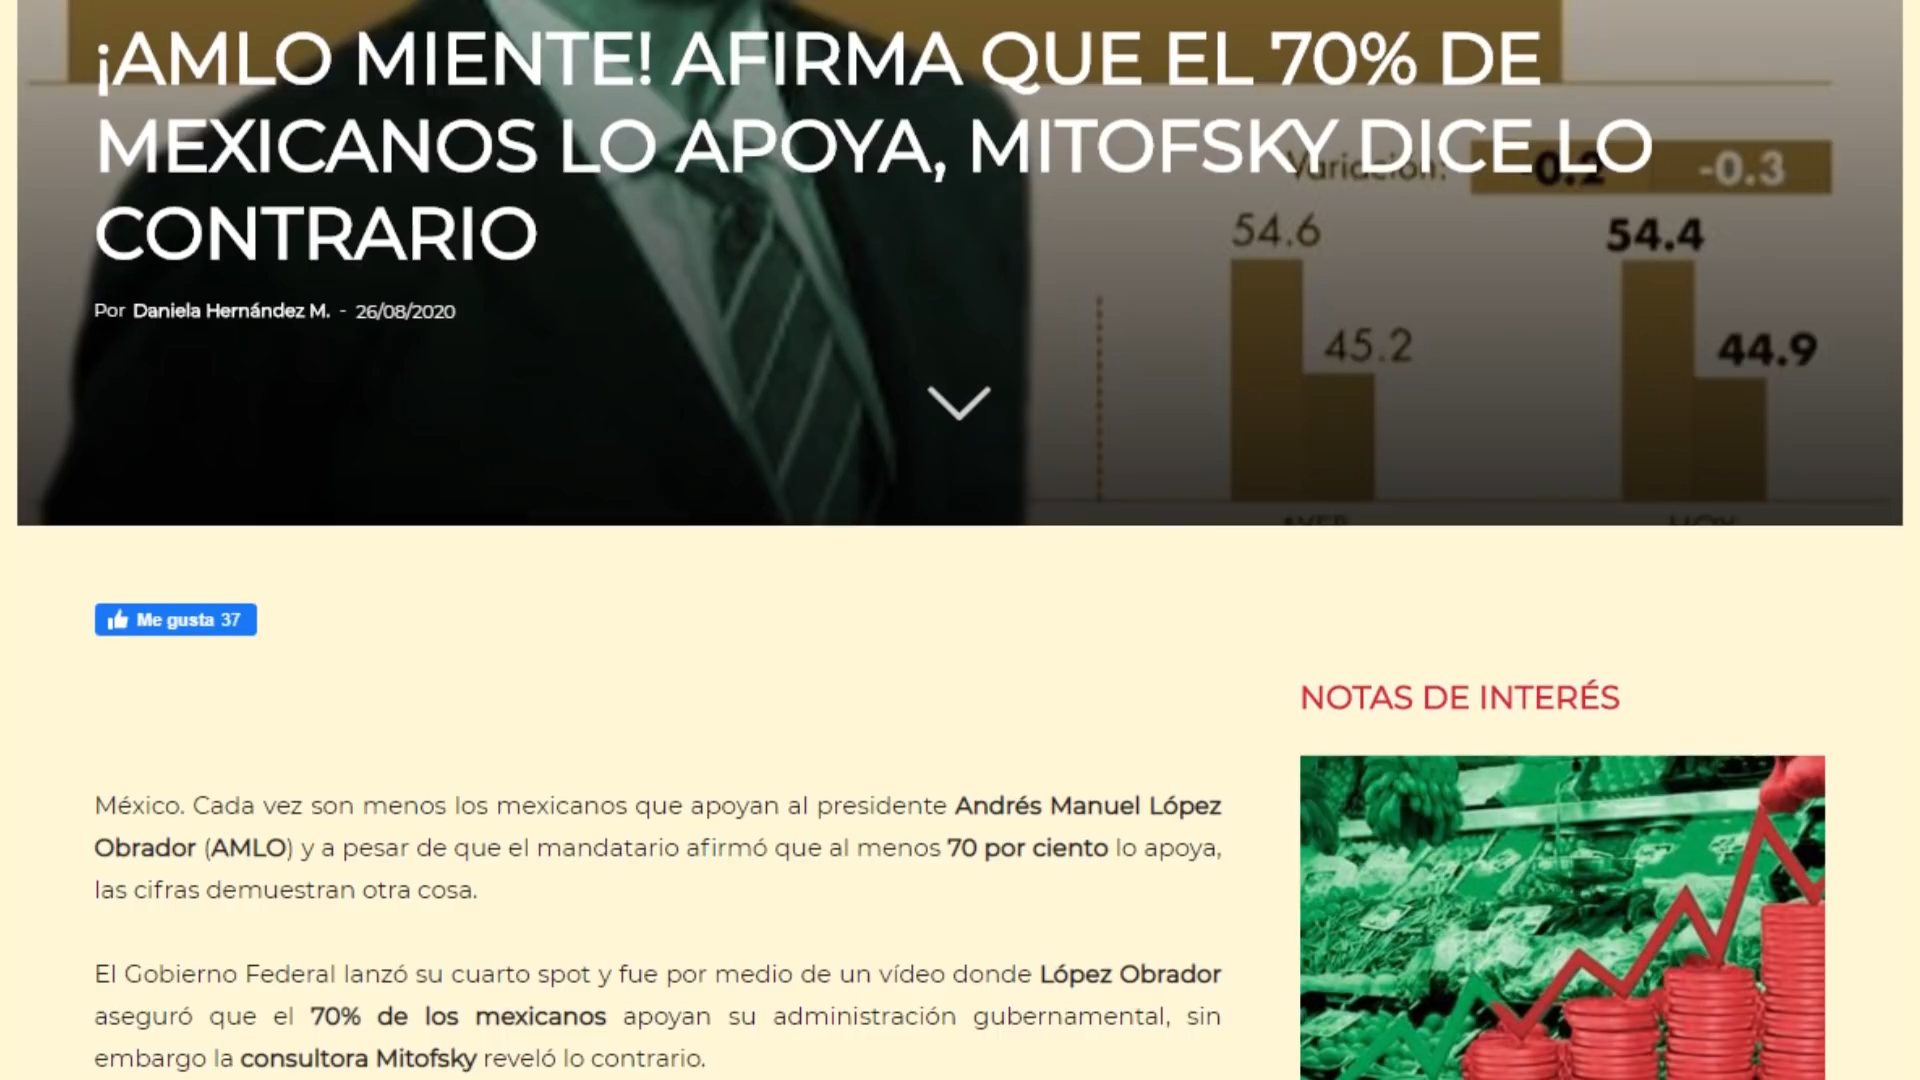 ¡AMLO MIENTE! AFIRMA QUE EL 70% DE
MEXICANOS LO APOYA, MITOFSKY DICE LO
CONTRARIO
Variación: -0.2 -0.3
54.6
54.4
Por Daniela Hernández M. - 26/08/2020
45.2
44.9
AYER HOY
Me gusta 37
NOTAS DE INTERÉS
México. Cada vez son menos los mexicanos que apoyan al presidente Andrés Manuel López
Obrador (AMLO) y a pesar de que el mandatario afirmó que al menos 70 por ciento lo apoya,
las cifras demuestran otra cosa.
El Gobierno Federal lanzó su cuarto spot y fue por medio de un vídeo donde López Obrador
aseguró que el 70% de los mexicanos apoyan su administración gubernamental, sin
embargo la consultora Mitofsky reveló lo contrario.